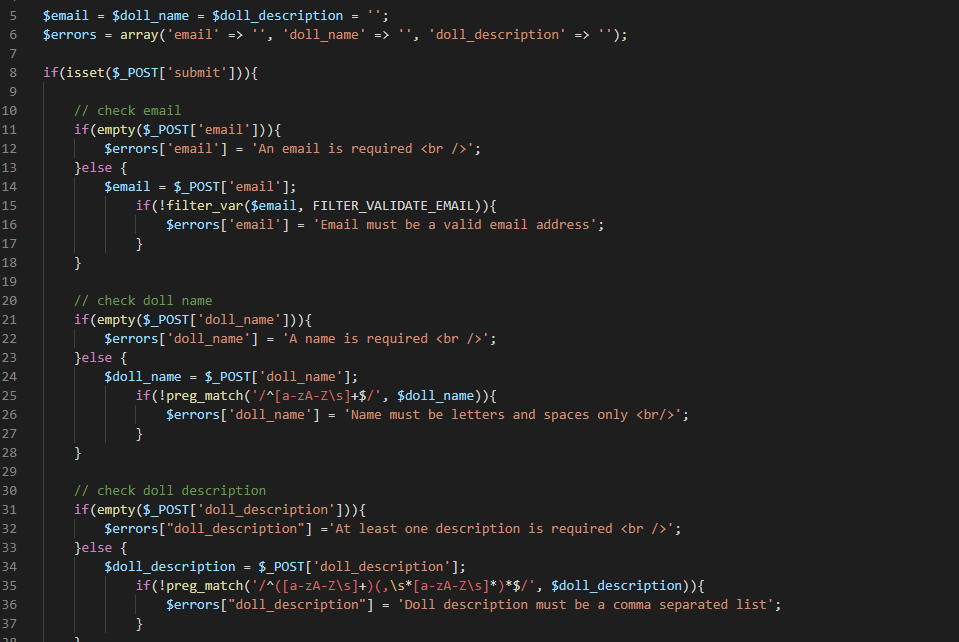 5 $email = $doll_name = $doll_description = '';
6 $errors = array('email' => '', 'doll_name' => '', 'doll_description' => '');
7
8 if(isset($_POST['submit'])){
9
10 // check email
11 if(empty($_POST['email'])){
12 $errors['email'] = 'An email is required <br />';
13 }else {
14 $email = $_POST['email'];
15 if(!filter_var($email, FILTER_VALIDATE_EMAIL)){
16 $errors['email'] = 'Email must be a valid email address';
17 }
18 }
19
20 // check doll name
21 if(empty($_POST['doll_name'])){
22 $errors['doll_name'] = 'A name is required <br />';
23 }else {
24 $doll_name = $_POST['doll_name'];
25 if(!preg_match('/^[a-zA-Z\s]+$/', $doll_name)){
26 $errors['doll_name'] = 'Name must be letters and spaces only <br/>';
27 }
28 }
29
30 // check doll description
31 if(empty($_POST['doll_description'])){
32 $errors["doll_description"] ='At least one description is required <br />';
33 }else {
34 $doll_description = $_POST['doll_description'];
35 if(!preg_match('/^([a-zA-Z\s]+)(,\s*[a-zA-Z\s]*)*$/', $doll_description)){
36 $errors["doll_description"] = 'Doll description must be a comma separated list';
37 }
38 }